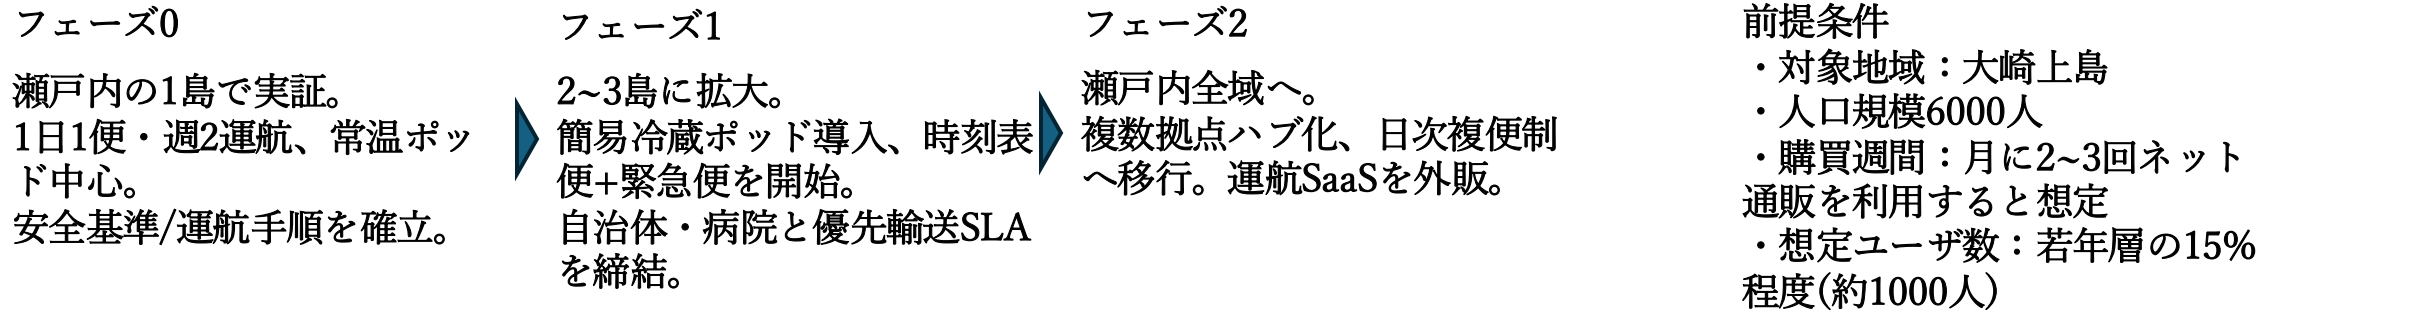 フェーズ0
瀬戸内の1島で実証。
1日1便・週2運航、常温ポッ
ド中心。
安全基準/運航手順を確立。
フェーズ1
2~3島に拡大。
簡易冷蔵ポッド導入、時刻表
便+緊急便を開始。
自治体・病院と優先輸送SLA
を締結。
フェーズ2
瀬戸内全域へ。
複数拠点ハブ化、日次複便制
へ移行。運航SaaSを外販。
前提条件
・対象地域：大崎上島
・人口規模6000人
・購買週間：月に2~3回ネット
通販を利用すると想定
・想定ユーザ数：若年層の15%
程度(約1000人)